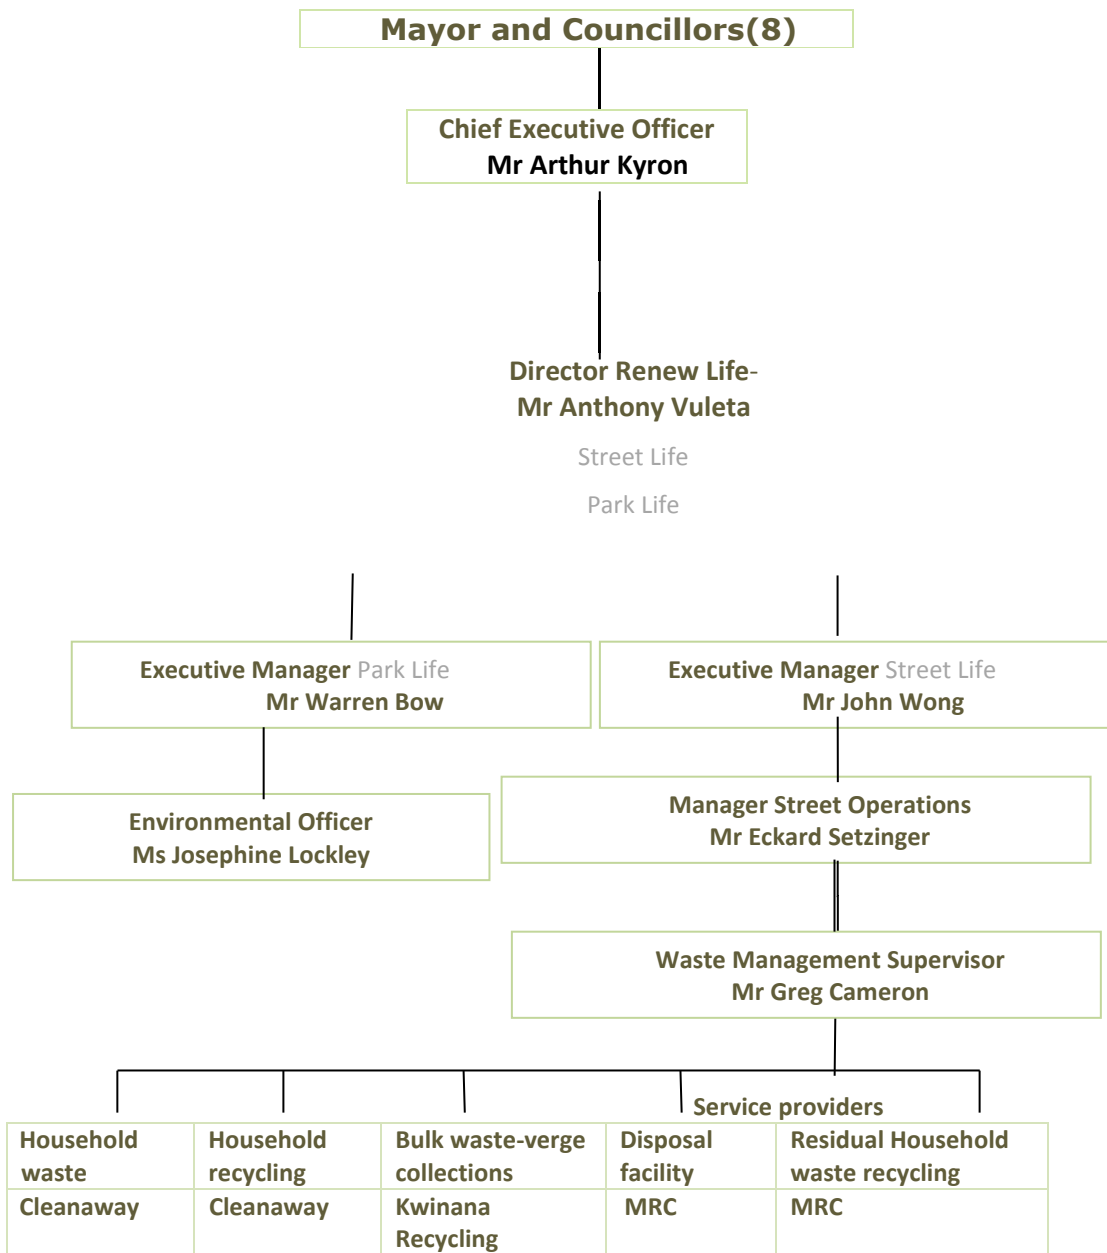 Mayor and Councillors(8)
Chief Executive Officer
Mr Arthur Kyron
Director Renew Life-
Mr Anthony Vuleta
Street Life
Park Life
Executive Manager Park Life
Mr Warren Bow
Executive Manager Street Life
Mr John Wong
Environmental Officer
Ms Josephine Lockley
Manager Street Operations
Mr Eckard Setzinger
Waste Management Supervisor
Mr Greg Cameron
Service providers
Household
waste
Household
recycling
Bulk waste-verge
collections
Disposal
facility
Residual Household
waste recycling
Cleanaway
Cleanaway
Kwinana
Recycling
MRC
MRC